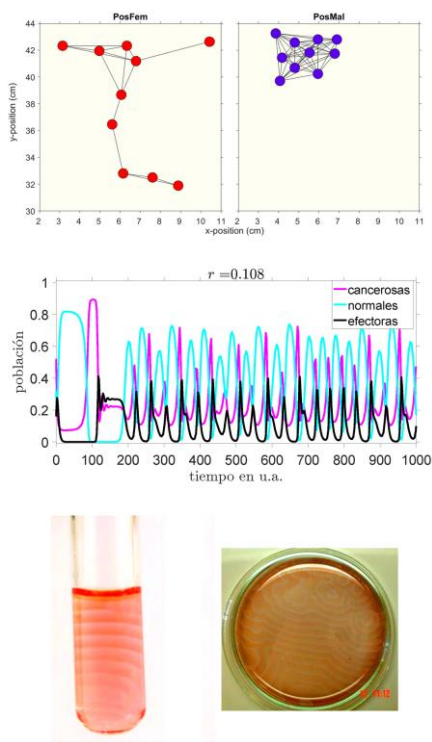 PosFem
PosMal
44
42
40
38
36
34
32
30
y-position (cm)
2 3 4 5 6 7 8 9 10 11
2 3 4 5 6 7 8 9 10 11
x-position (cm)
r =0.108
cancerosas
normales
efectoras
1
0.8
0.6
0.4
0.2
0
población
0 100 200 300 400 500 600 700 800 900 1000
tiempo en u.a.